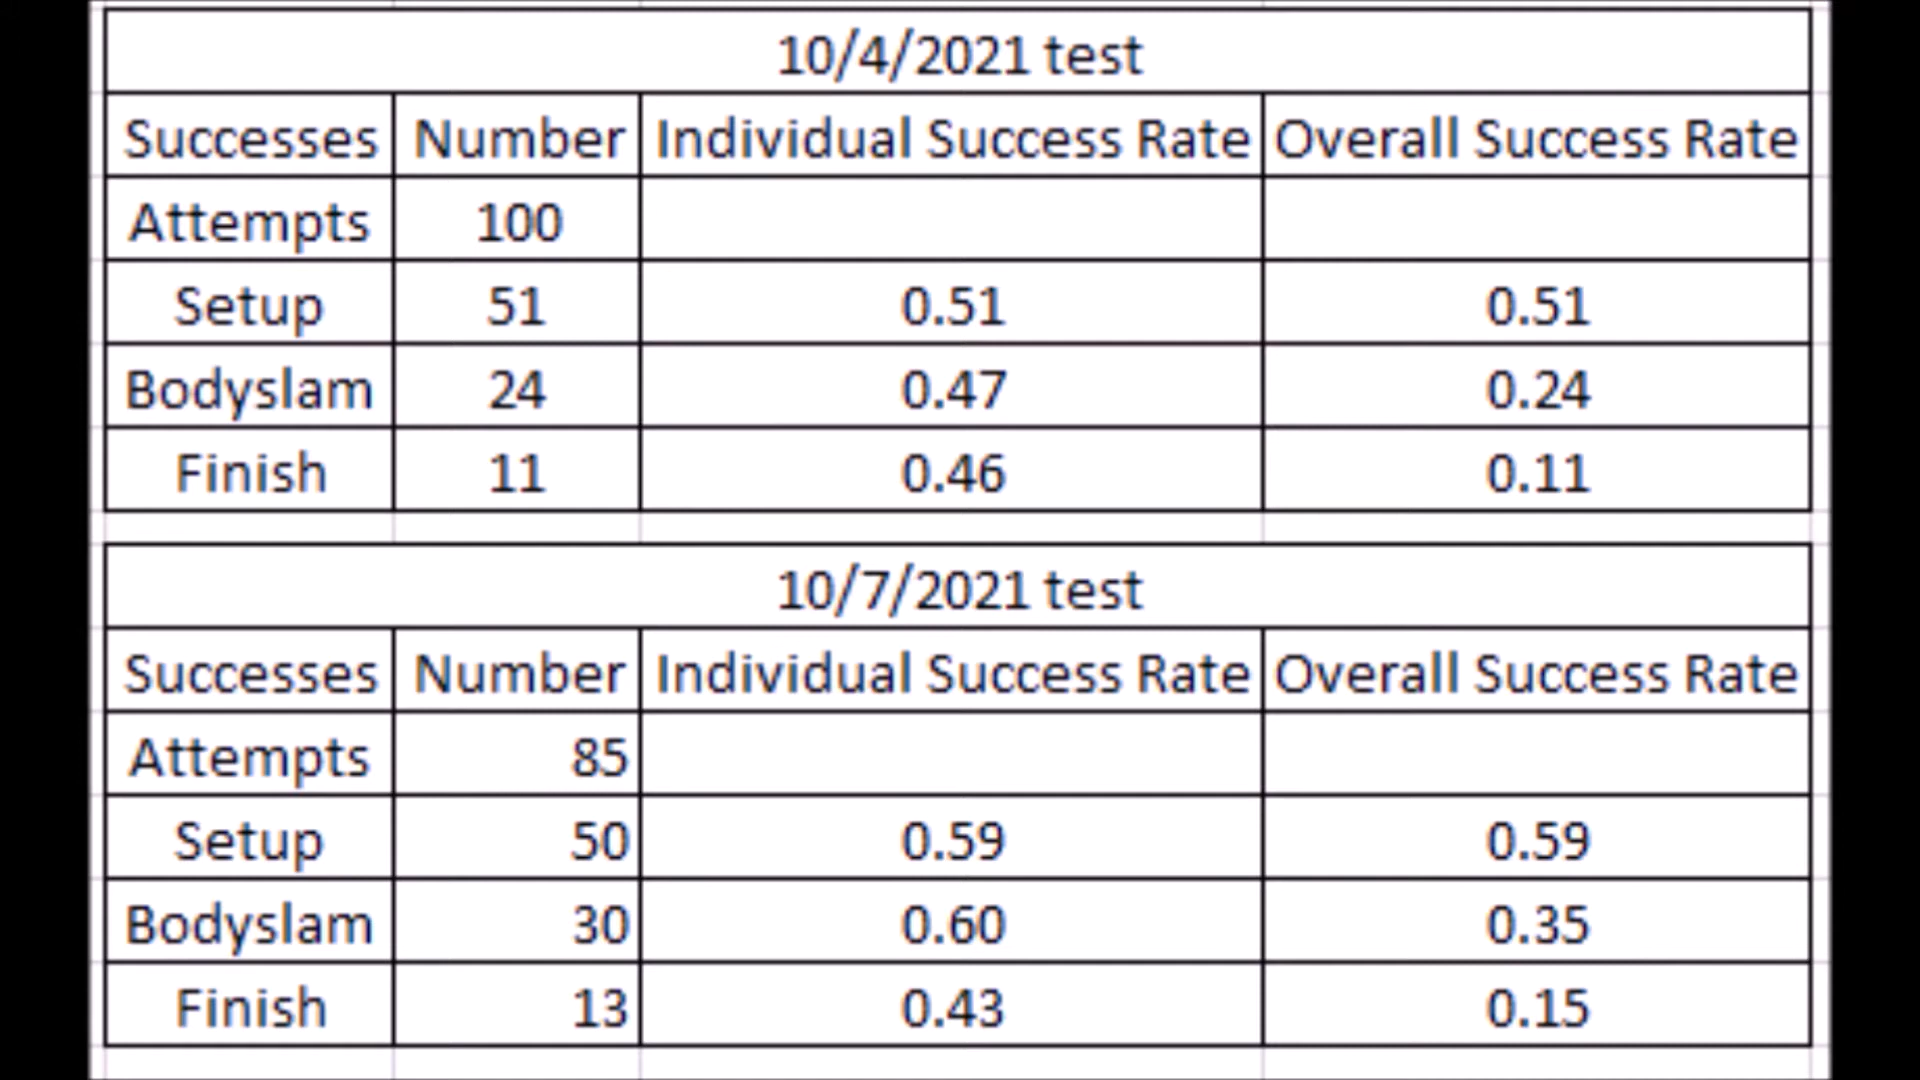 10/4/2021 test
Successes Number Individual Success Rate Overall Success Rate
Attempts 100
Setup 51 0.51 0.51
Bodyslam 24 0.47 0.24
Finish 11 0.46 0.11
10/7/2021 test
Successes Number Individual Success Rate Overall Success Rate
Attempts 85
Setup 50 0.59 0.59
Bodyslam 30 0.60 0.35
Finish 13 0.43 0.15